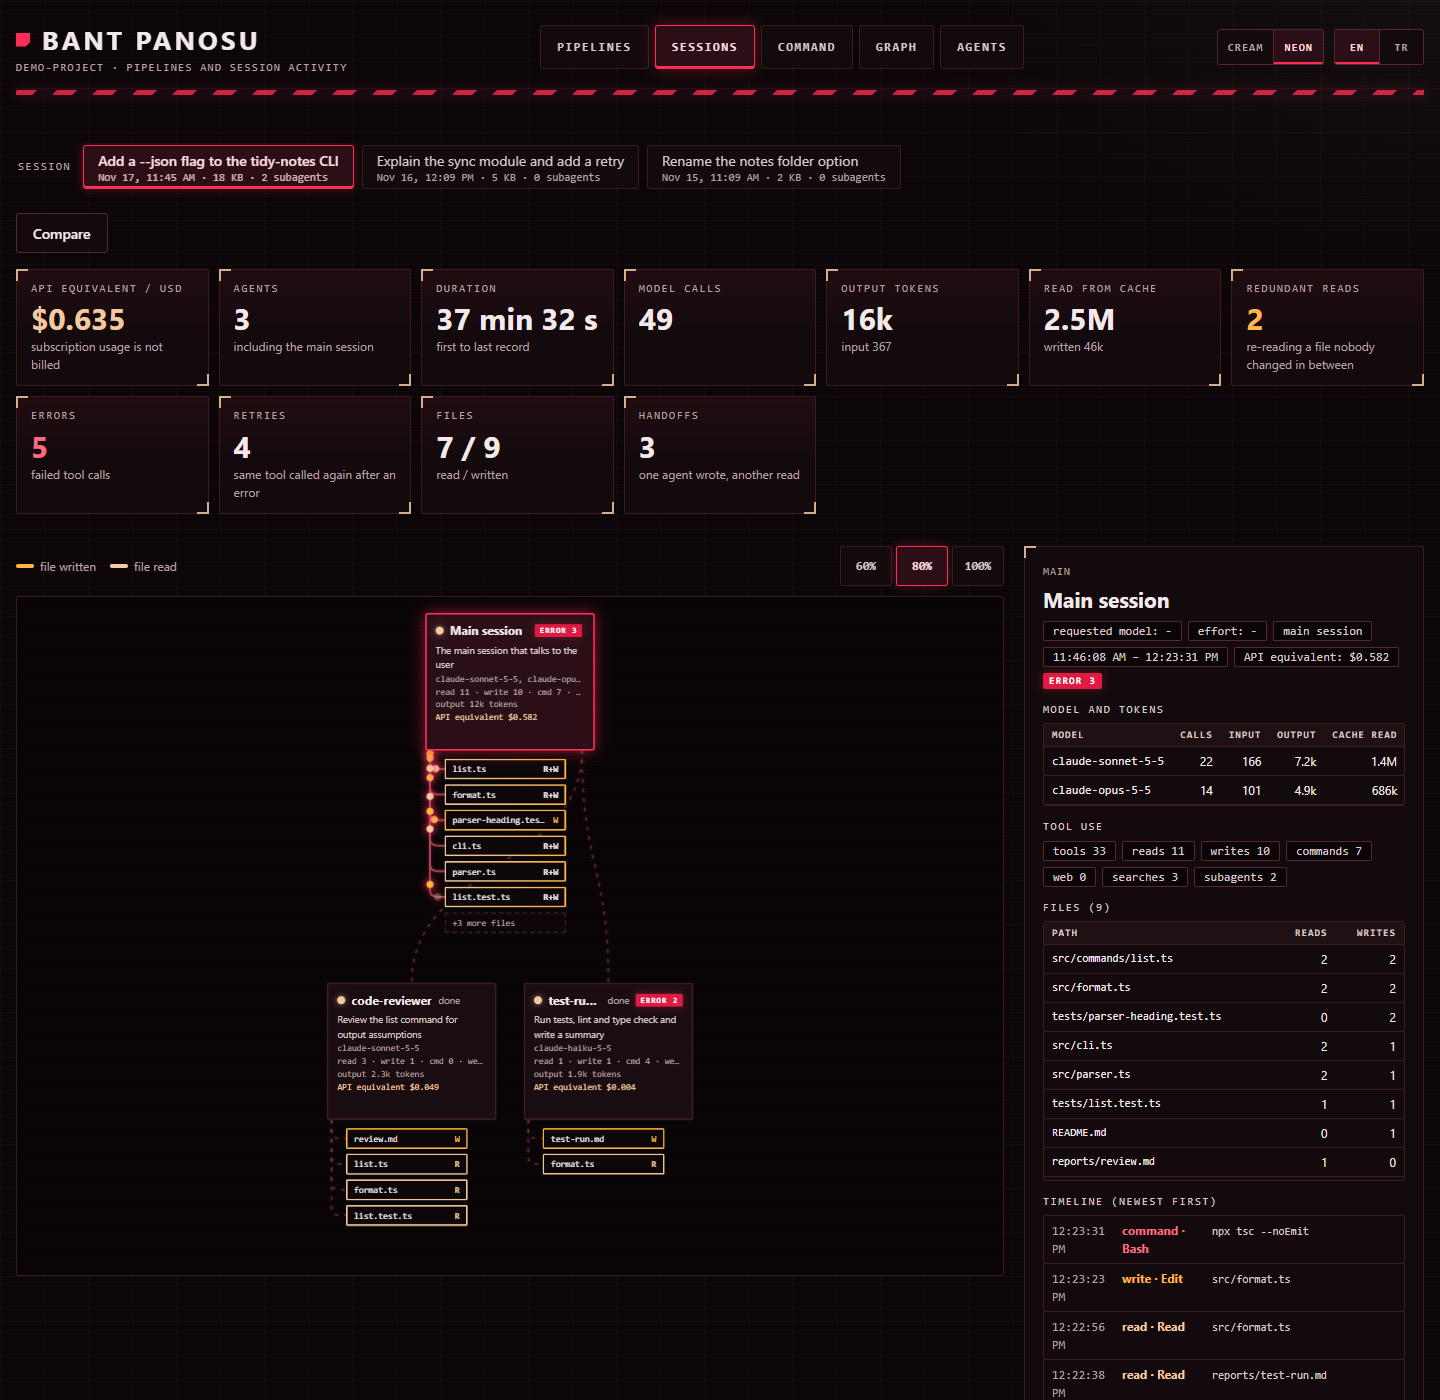 BANT PANOSU
DEMO-PROJECT · PIPELINES AND SESSION ACTIVITY
PIPELINES
SESSIONS
COMMAND
GRAPH
AGENTS
CREAM
NEON
EN
TR
SESSION
Add a --json flag to the tidy-notes CLI
Nov 17, 11:45 AM · 18 KB · 2 subagents
Explain the sync module and add a retry
Nov 16, 12:09 PM · 5 KB · 0 subagents
Rename the notes folder option
Nov 15, 11:09 AM · 2 KB · 0 subagents
Compare
API EQUIVALENT / USD
$0.635
subscription usage is not
billed
AGENTS
3
including the main session
DURATION
37 min 32 s
first to last record
MODEL CALLS
49
OUTPUT TOKENS
16k
input 367
READ FROM CACHE
2.5M
written 46k
REDUNDANT READS
2
re-reading a file nobody
changed in between
ERRORS
5
failed tool calls
RETRIES
4
same tool called again after an
error
FILES
7 / 9
read / written
HANDOFFS
3
one agent wrote, another read
file written
file read
60%
80%
100%
Main session
ERROR 3
The main session that talks to the
user
claude-sonnet-5-5, claude-opu…
read 11 · write 10 · cmd 7 · …
output 12k tokens
API equivalent $0.582
list.ts R+W
format.ts R+W
parser-heading.tes… W
cli.ts R+W
parser.ts R+W
list.test.ts R+W
+3 more files
code-reviewer done
Review the list command for
output assumptions
claude-sonnet-5-5
read 3 · write 1 · cmd 0 · we…
output 2.3k tokens
API equivalent $0.049
review.md W
list.ts R
format.ts R
list.test.ts R
test-ru… done ERROR 2
Run tests, lint and type check and
write a summary
claude-haiku-5-5
read 1 · write 1 · cmd 4 · we…
output 1.9k tokens
API equivalent $0.004
test-run.md W
format.ts R
MAIN
Main session
requested model: -
effort: -
main session
11:46:08 AM – 12:23:31 PM
API equivalent: $0.582
ERROR 3
MODEL AND TOKENS
MODEL CALLS INPUT OUTPUT CACHE READ
claude-sonnet-5-5 22 166 7.2k 1.4M
claude-opus-5-5 14 101 4.9k 686k
TOOL USE
tools 33
reads 11
writes 10
commands 7
web 0
searches 3
subagents 2
FILES (9)
PATH READS WRITES
src/commands/list.ts 2 2
src/format.ts 2 2
tests/parser-heading.test.ts 0 2
src/cli.ts 2 1
src/parser.ts 2 1
tests/list.test.ts 1 1
README.md 0 1
reports/review.md 1 0
TIMELINE (NEWEST FIRST)
12:23:31 PM command · Bash npx tsc --noEmit
12:23:23 PM write · Edit src/format.ts
12:22:56 PM read · Read src/format.ts
12:22:38 PM read · Read reports/test-run.md